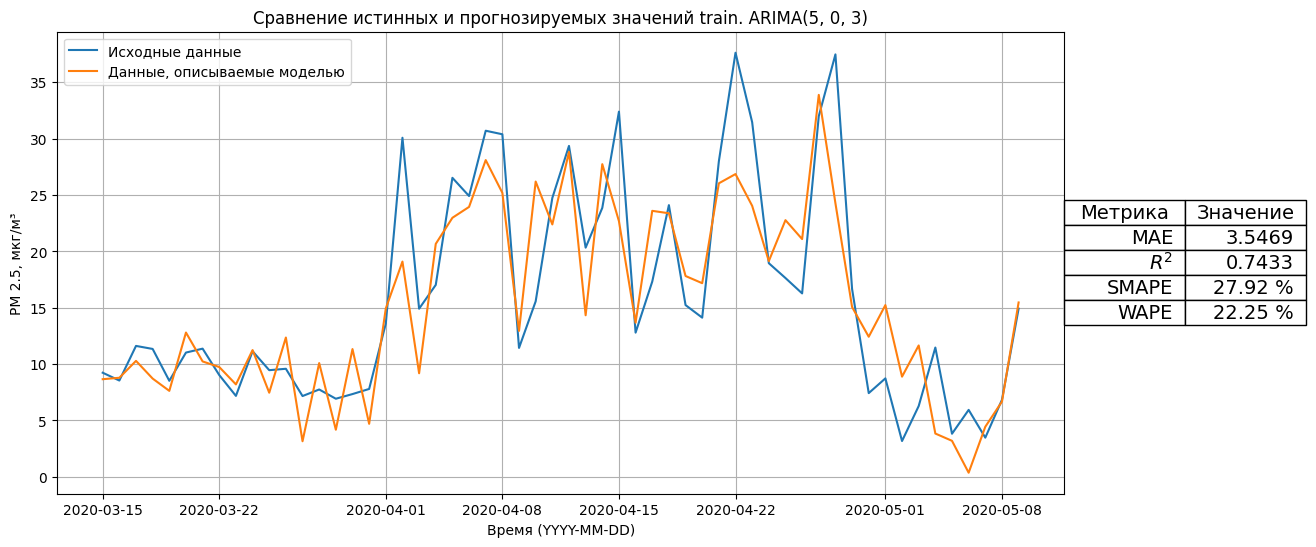 Сравнение истинных и прогнозируемых значений train. ARIMA(5, 0, 3)
Исходные данные
Данные, описываемые моделью
PM 2.5, мкг/м³
35
30
25
20
15
10
5
0
2020-03-15 2020-03-22 2020-04-01 2020-04-08 2020-04-15 2020-04-22 2020-05-01 2020-05-08
Время (YYYY-MM-DD)
Метрика Значение
MAE 3.5469
R² 0.7433
SMAPE 27.92 %
WAPE 22.25 %